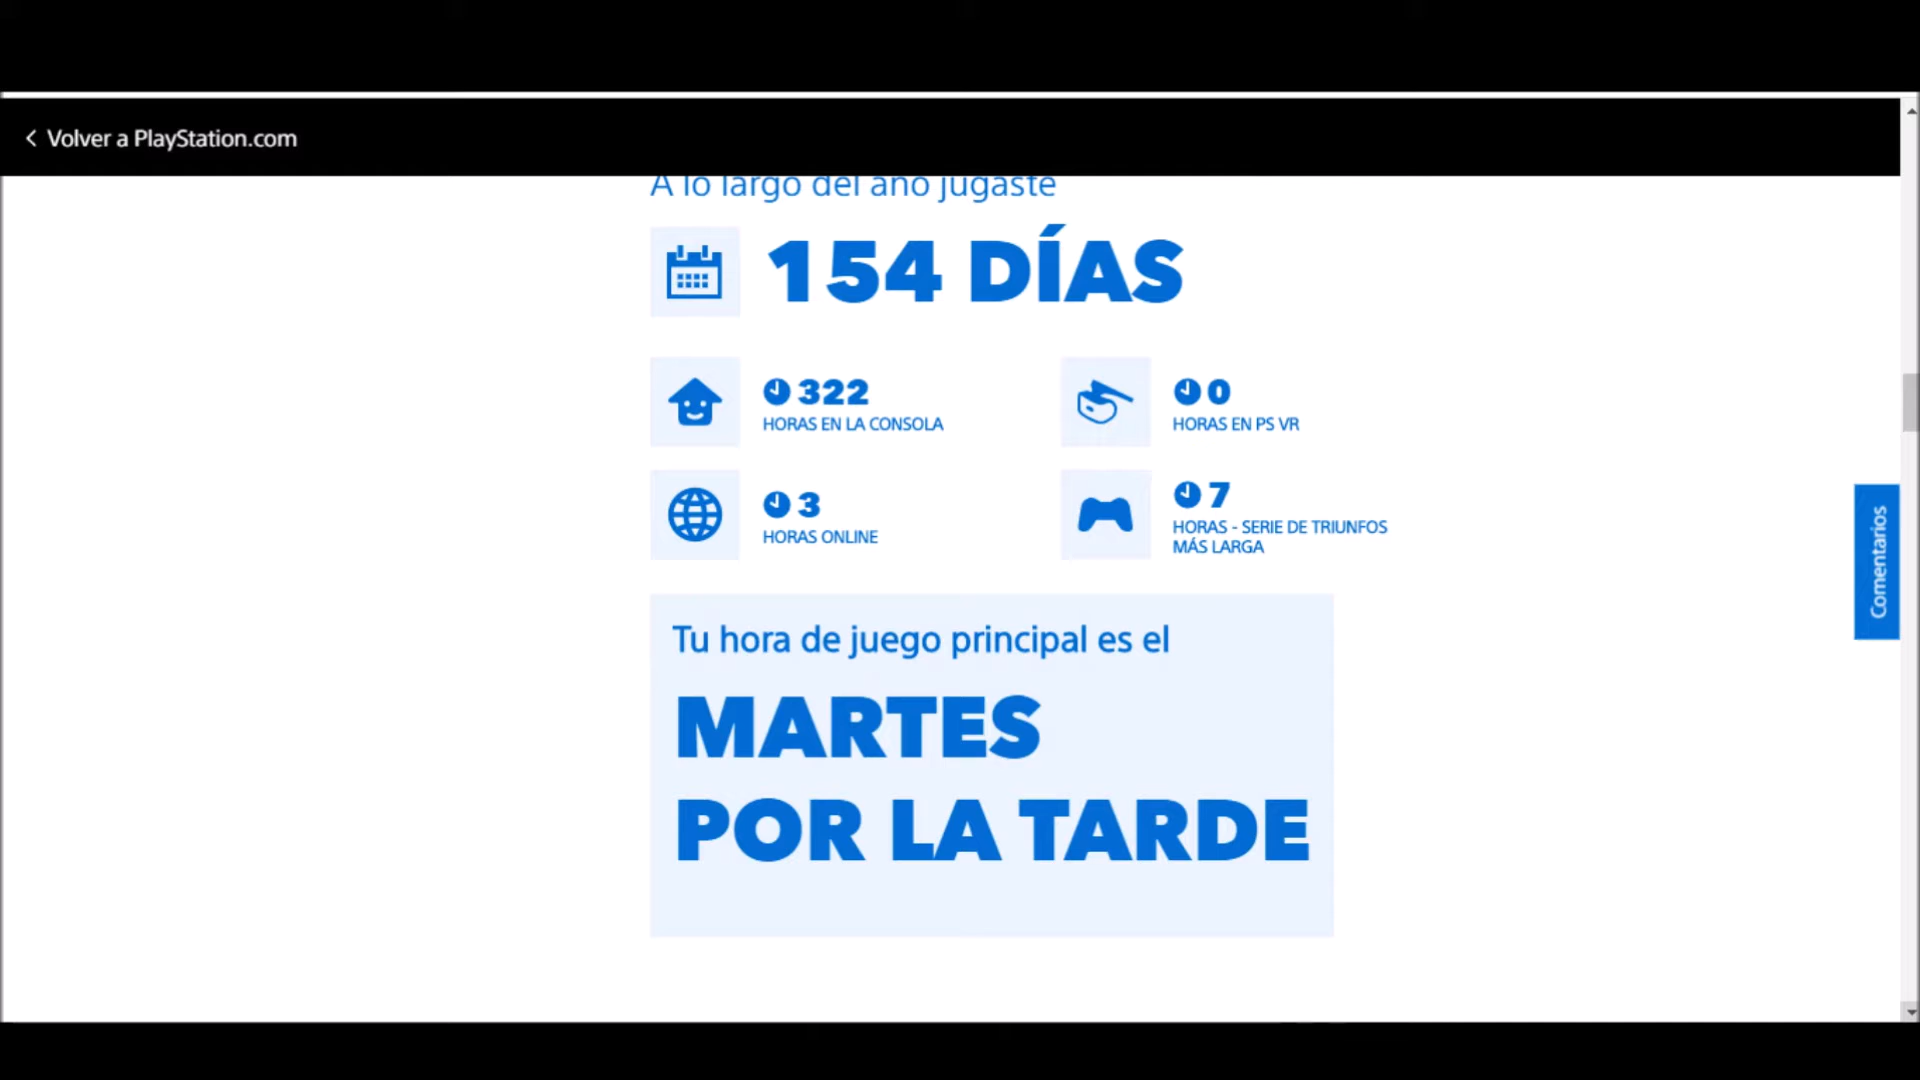 Volver a PlayStation.com
A lo largo del año jugaste
154 DÍAS
322
HORAS EN LA CONSOLA
0
HORAS EN PS VR
3
HORAS ONLINE
7
HORAS - SERIE DE TRIUNFOS
MÁS LARGA
Tu hora de juego principal es el
MARTES
POR LA TARDE
Comentarios